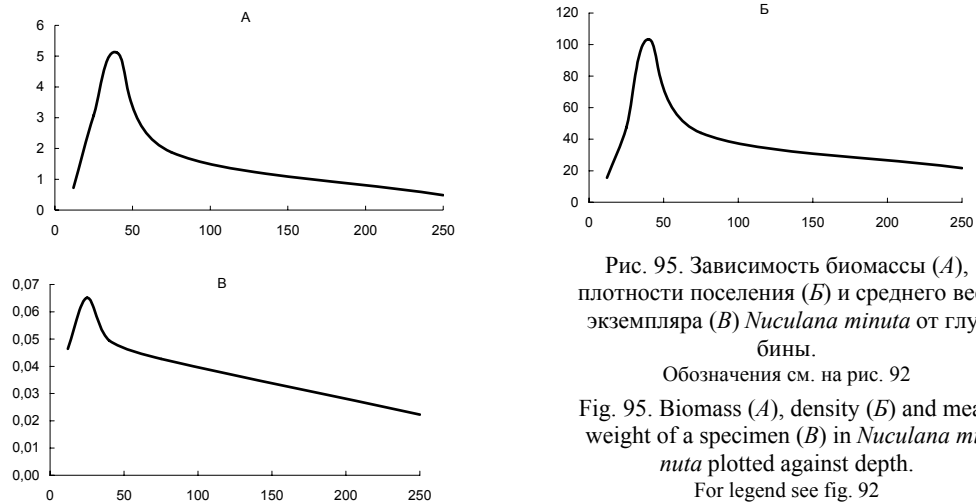 А
6
5
4
3
2
1
0
0 50 100 150 200 250
Б
120
100
80
60
40
20
0
0 50 100 150 200 250
В
0,07
0,06
0,05
0,04
0,03
0,02
0,01
0,00
0 50 100 150 200 250
Рис. 95. Зависимость биомассы (А),
плотности поселения (Б) и среднего вес
экземпляра (В) Nuculana minuta от глу
бины.
Обозначения см. на рис. 92
Fig. 95. Biomass (А), density (Б) and mea
weight of a specimen (В) in Nuculana mi
nuta plotted against depth.
For legend see fig. 92